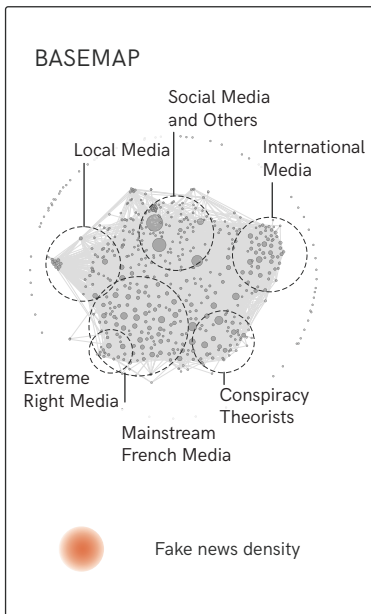 BASEMAP
Social Media
and Others
Local Media
International
Media
Extreme
Right Media
Conspiracy
Theorists
Mainstream
French Media
Fake news density